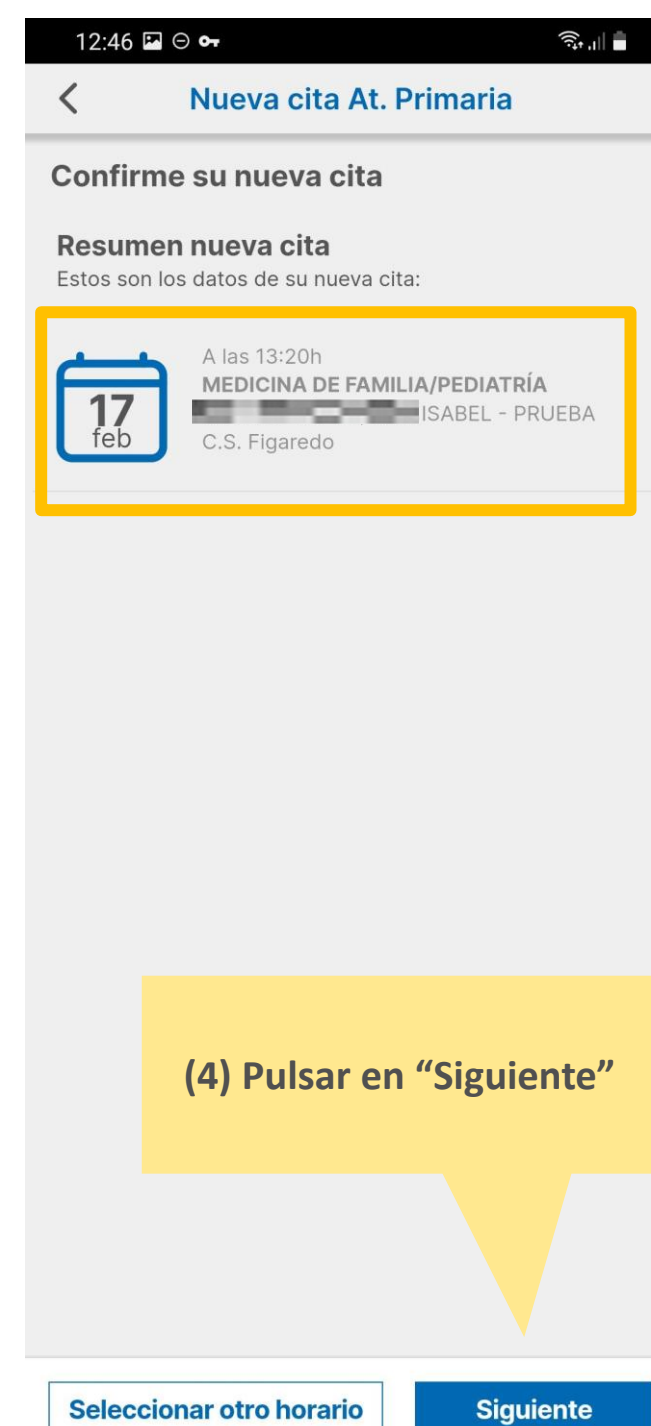 12:46
Nueva cita At. Primaria
Confirme su nueva cita
Resumen nueva cita
Estos son los datos de su nueva cita:
17
feb
A las 13:20h
MEDICINA DE FAMILIA/PEDIATRÍA
ISABEL - PRUEBA
C.S. Figaredo
(4) Pulsar en “Siguiente”
Seleccionar otro horario
Siguiente